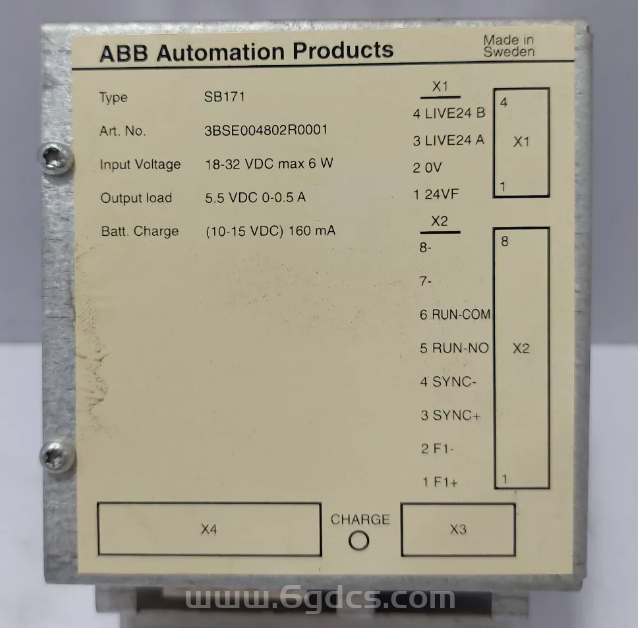 ABB Automation Products
Made in
Sweden
Type SB171
Art. No. 3BSE004802R0001
Input Voltage 18-32 VDC max 6 W
Output load 5.5 VDC 0-0.5 A
Batt. Charge (10-15 VDC) 160 mA
X1
4 LIVE24 B
3 LIVE24 A
2 0V
1 24VF
4
X1
1
X2
8-
7-
6 RUN-COM
5 RUN-NO
4 SYNC-
3 SYNC+
2 F1-
1 F1+
8
X2
1
X4
CHARGE
X3
www.6gdcs.com